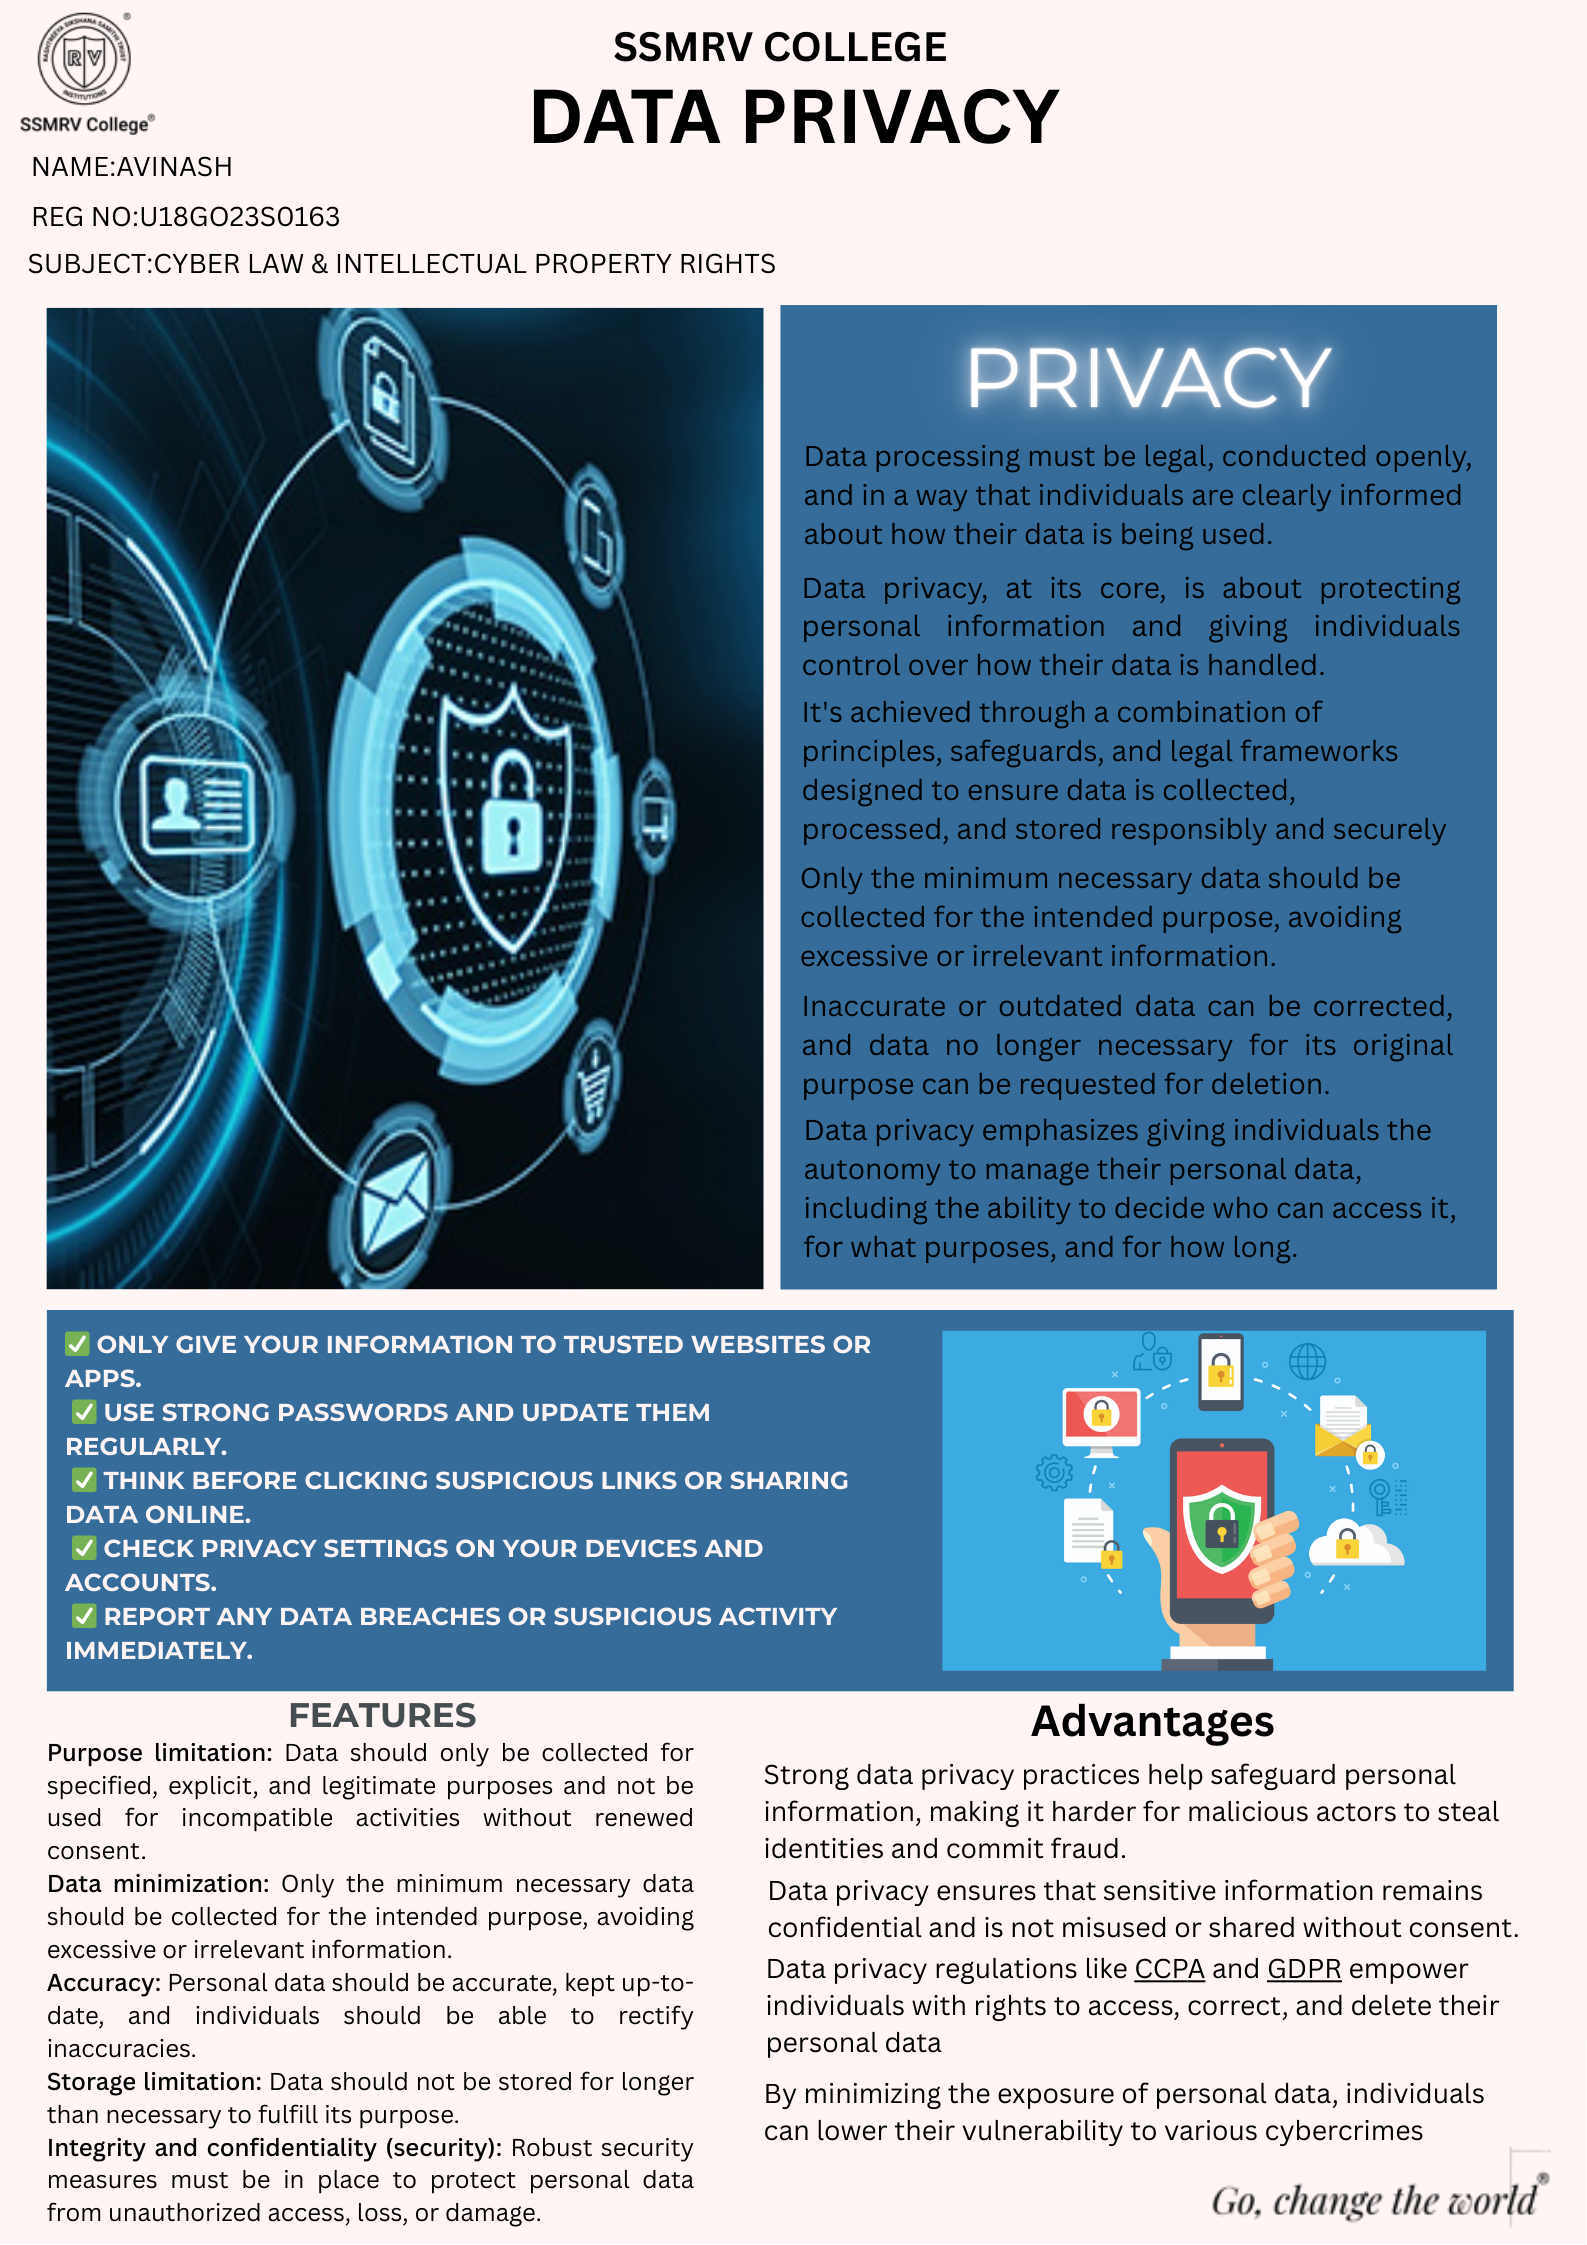 RASHTREEYA SIKSHANA SAMITHI TRUST
RV
INSTITUTIONS
®
SSMRV College®
SSMRV COLLEGE
DATA PRIVACY
NAME:AVINASH
REG NO:U18GO23S0163
SUBJECT:CYBER LAW & INTELLECTUAL PROPERTY RIGHTS
PRIVACY
Data processing must be legal, conducted openly,
and in a way that individuals are clearly informed
about how their data is being used.
Data privacy, at its core, is about protecting
personal information and giving individuals
control over how their data is handled.
It's achieved through a combination of
principles, safeguards, and legal frameworks
designed to ensure data is collected,
processed, and stored responsibly and securely
Only the minimum necessary data should be
collected for the intended purpose, avoiding
excessive or irrelevant information.
Inaccurate or outdated data can be corrected,
and data no longer necessary for its original
purpose can be requested for deletion.
Data privacy emphasizes giving individuals the
autonomy to manage their personal data,
including the ability to decide who can access it,
for what purposes, and for how long.
✅ ONLY GIVE YOUR INFORMATION TO TRUSTED WEBSITES OR
APPS.
✅ USE STRONG PASSWORDS AND UPDATE THEM
REGULARLY.
✅ THINK BEFORE CLICKING SUSPICIOUS LINKS OR SHARING
DATA ONLINE.
✅ CHECK PRIVACY SETTINGS ON YOUR DEVICES AND
ACCOUNTS.
✅ REPORT ANY DATA BREACHES OR SUSPICIOUS ACTIVITY
IMMEDIATELY.
FEATURES
Purpose limitation: Data should only be collected for
specified, explicit, and legitimate purposes and not be
used for incompatible activities without renewed
consent.
Data minimization: Only the minimum necessary data
should be collected for the intended purpose, avoiding
excessive or irrelevant information.
Accuracy: Personal data should be accurate, kept up-to-
date, and individuals should be able to rectify
inaccuracies.
Storage limitation: Data should not be stored for longer
than necessary to fulfill its purpose.
Integrity and confidentiality (security): Robust security
measures must be in place to protect personal data
from unauthorized access, loss, or damage.
Advantages
Strong data privacy practices help safeguard personal
information, making it harder for malicious actors to steal
identities and commit fraud.
Data privacy ensures that sensitive information remains
confidential and is not misused or shared without consent.
Data privacy regulations like CCPA and GDPR empower
individuals with rights to access, correct, and delete their
personal data
By minimizing the exposure of personal data, individuals
can lower their vulnerability to various cybercrimes
Go, change the world®